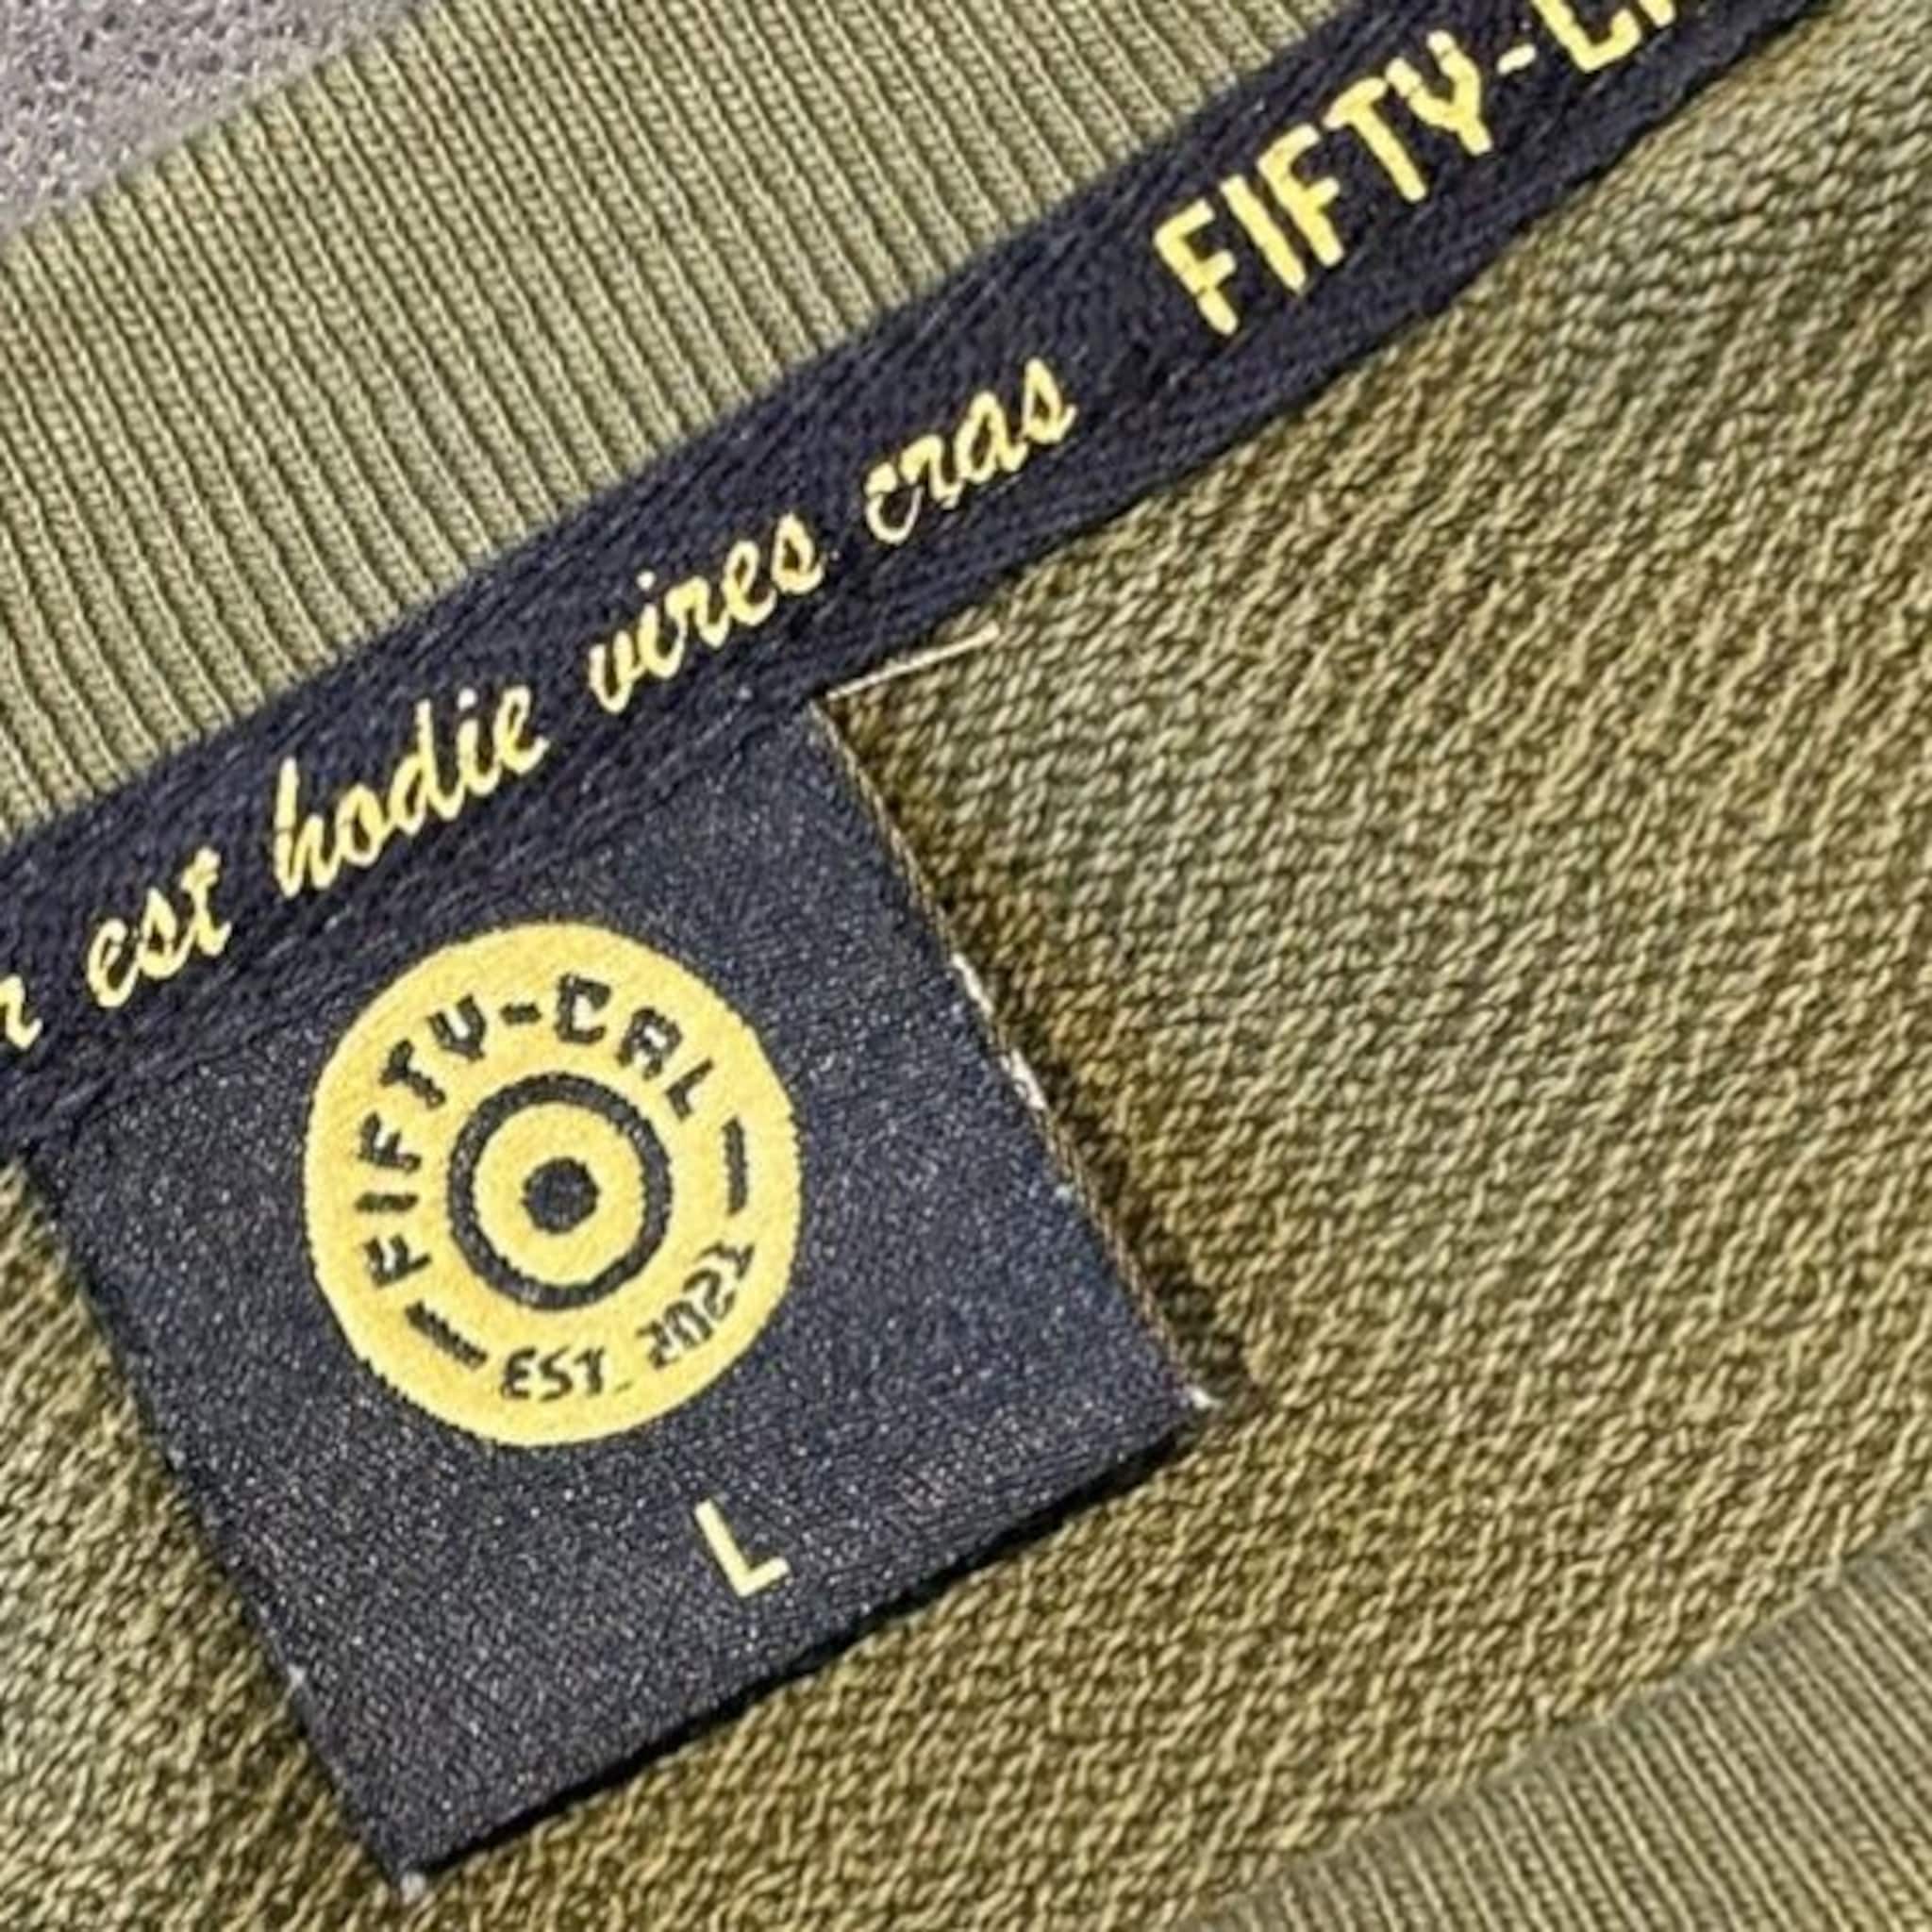 est hodie vires cras FIFTY-
FIFTY-CAL
EST. 2021
L